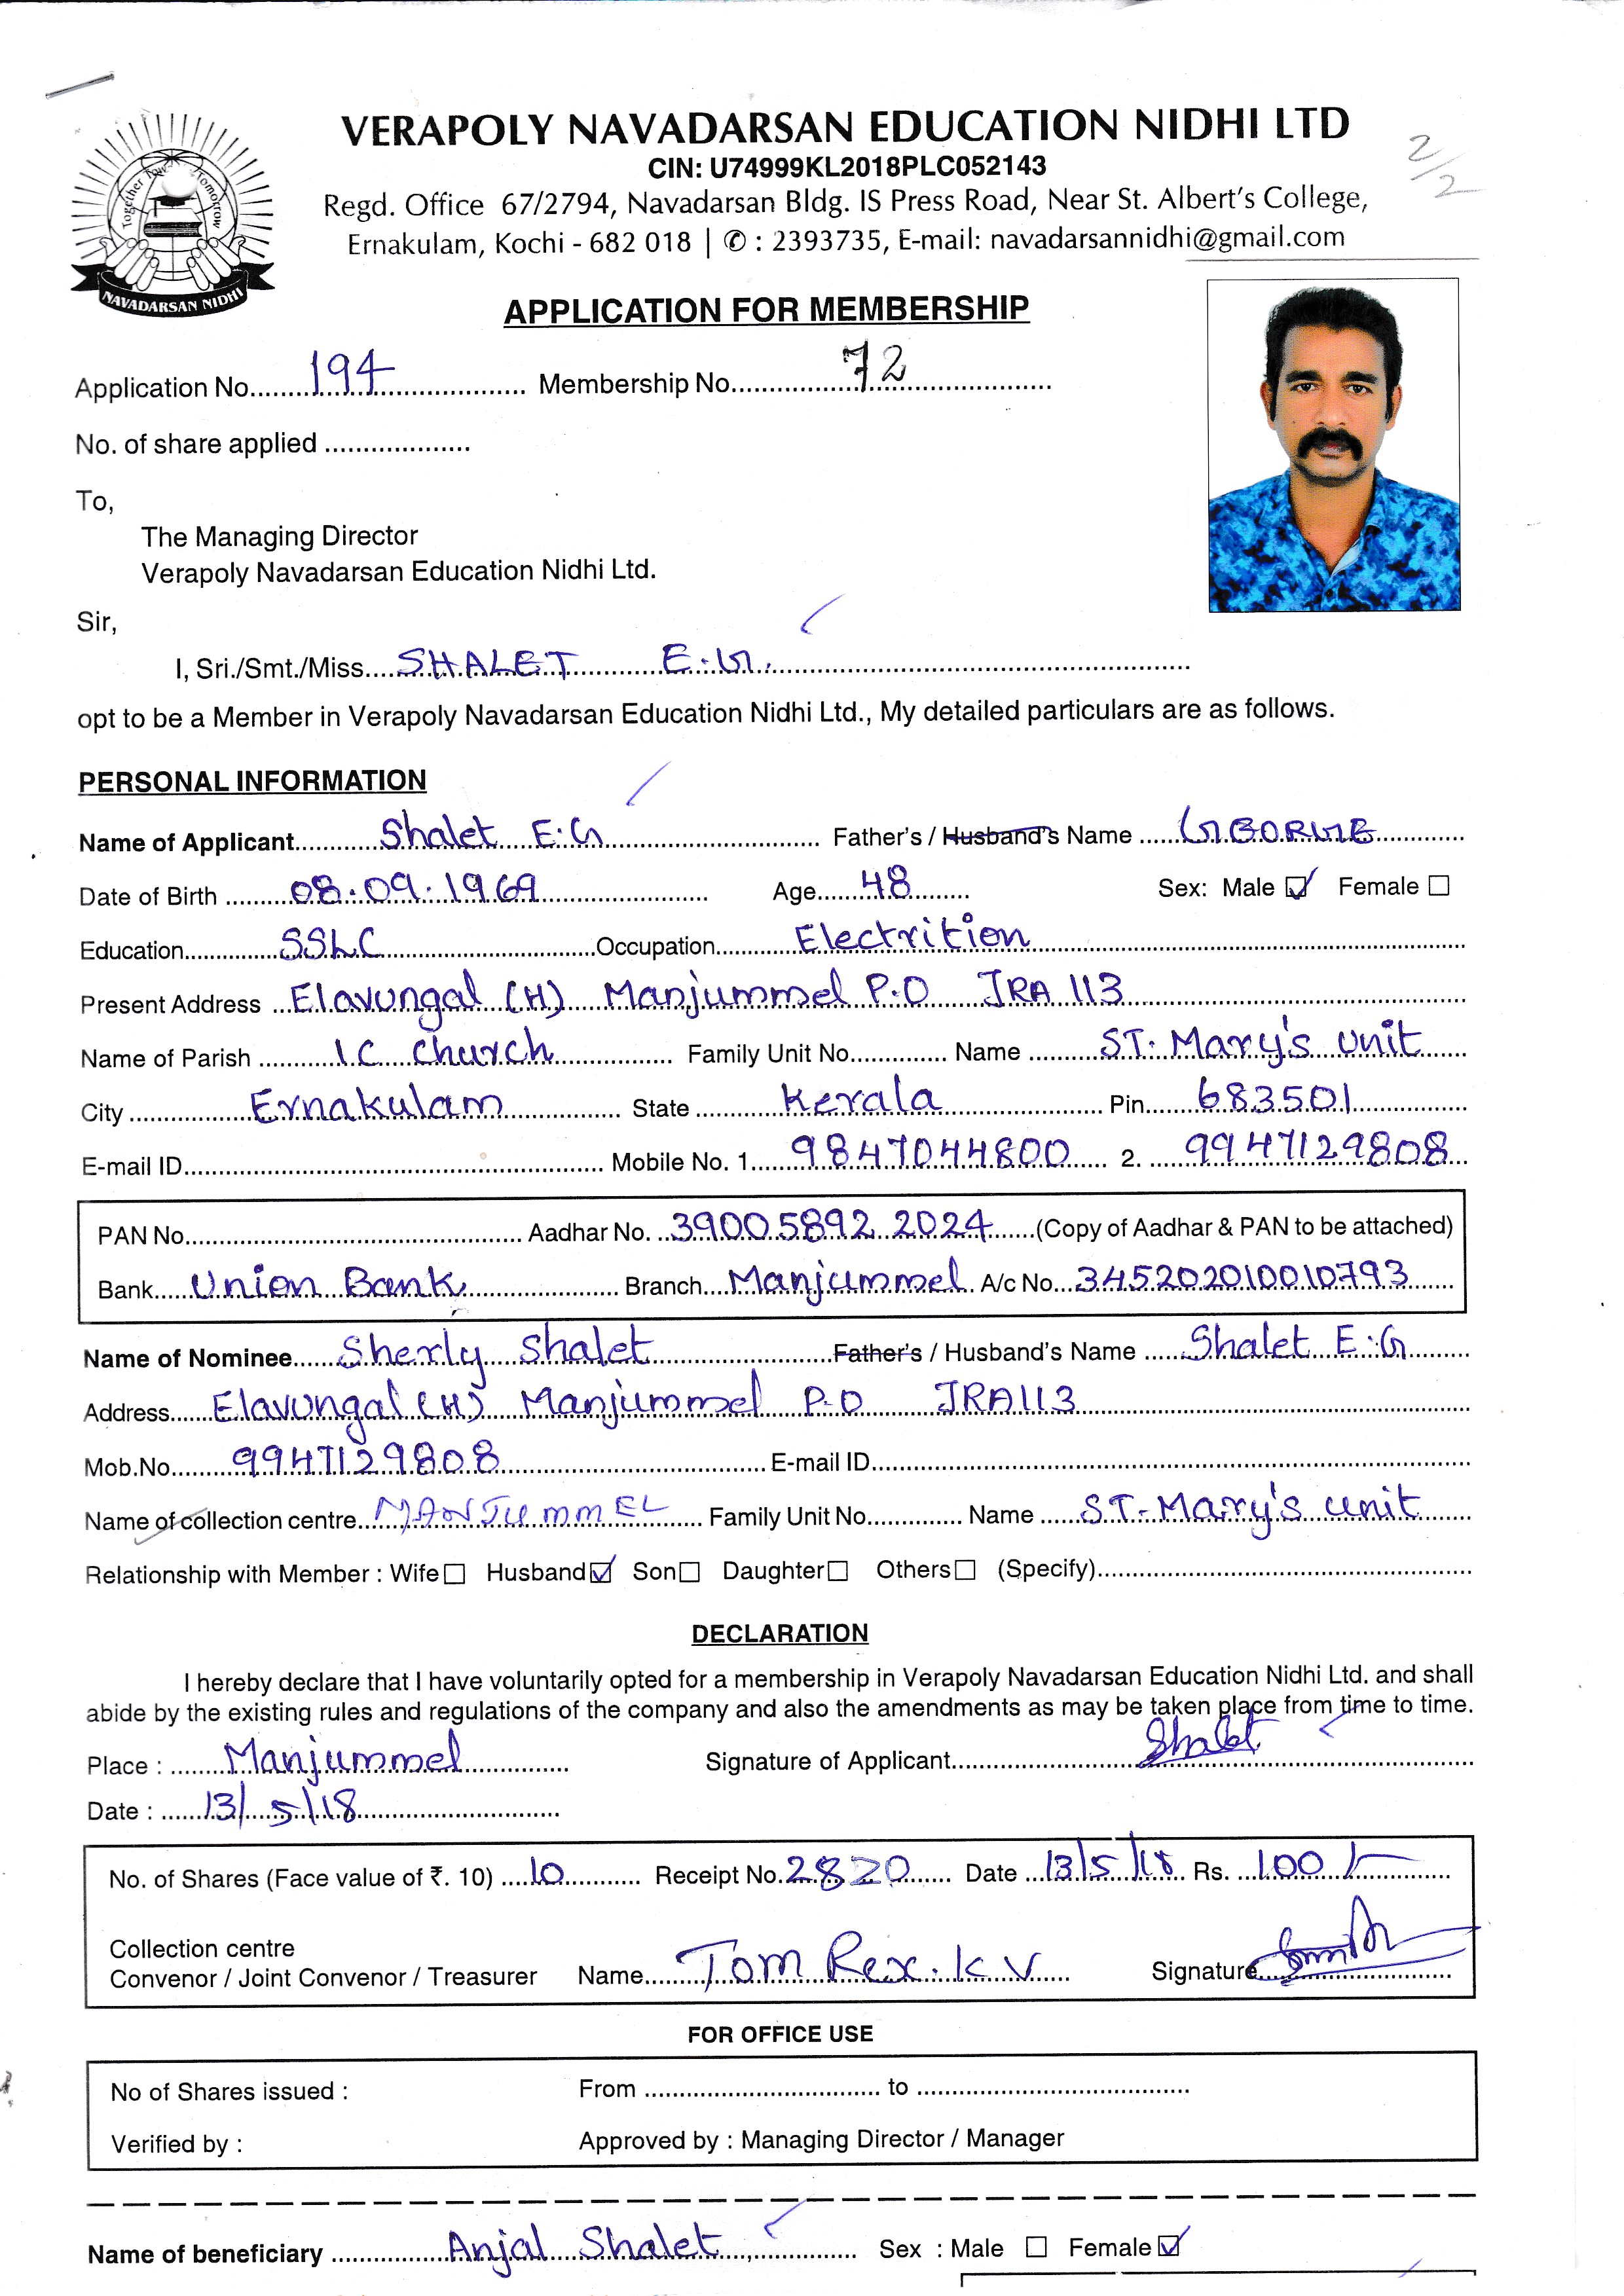 VERAPOLY NAVADARSAN EDUCATION NIDHI LTD
CIN: U74999KL2018PLC052143
Regd. Office 67/2794, Navadarsan Bldg. IS Press Road, Near St. Albert's College,
Ernakulam, Kochi - 682 018 | ✆ : 2393735, E-mail: navadarsannidhi@gmail.com
2/2
Together Tow Tomorrow
NAVADARSAN NIDHI
APPLICATION FOR MEMBERSHIP
Application No. 194 Membership No. 72
No. of share applied
To,
The Managing Director
Verapoly Navadarsan Education Nidhi Ltd.
Sir,
I, Sri./Smt./Miss SHALET E.G.
opt to be a Member in Verapoly Navadarsan Education Nidhi Ltd., My detailed particulars are as follows.
PERSONAL INFORMATION
Name of Applicant Shalet E.G Father's / Husband's Name GEORGE
Date of Birth 08.09.1969 Age 48 Sex: Male ☑ Female ☐
Education SSLC Occupation Electrition
Present Address Elavungal (H) Manjummel P.O JRA 113
Name of Parish I C Church Family Unit No. Name ST. Mary's unit
City Ernakulam State Kerala Pin 683501
E-mail ID Mobile No. 1. 9847044800 2. 9947129808
PAN No. Aadhar No. 3900 5892 2024 (Copy of Aadhar & PAN to be attached)
Bank Union Bank Branch Manjummel A/c No. 345202010010793
Name of Nominee Sherly Shalet Father's / Husband's Name Shalet E.G
Address Elavungal (H) Manjummel P.O JRA113
Mob.No. 9947129808 E-mail ID
Name of collection centre MANJUMMEL Family Unit No. Name ST. Mary's unit
Relationship with Member : Wife ☐ Husband ☑ Son ☐ Daughter ☐ Others ☐ (Specify)
DECLARATION
I hereby declare that I have voluntarily opted for a membership in Verapoly Navadarsan Education Nidhi Ltd. and shall
abide by the existing rules and regulations of the company and also the amendments as may be taken place from time to time.
Place : Manjummel Signature of Applicant Shalet
Date : 13/5/18
No. of Shares (Face value of ₹. 10) 10 Receipt No. 2820 Date 13/5/18 Rs. 100/-
Collection centre
Convenor / Joint Convenor / Treasurer Name Tom Rex. K V Signature
FOR OFFICE USE
No of Shares issued : From to
Verified by : Approved by : Managing Director / Manager
Name of beneficiary Anjal Shalet Sex : Male ☐ Female ☑